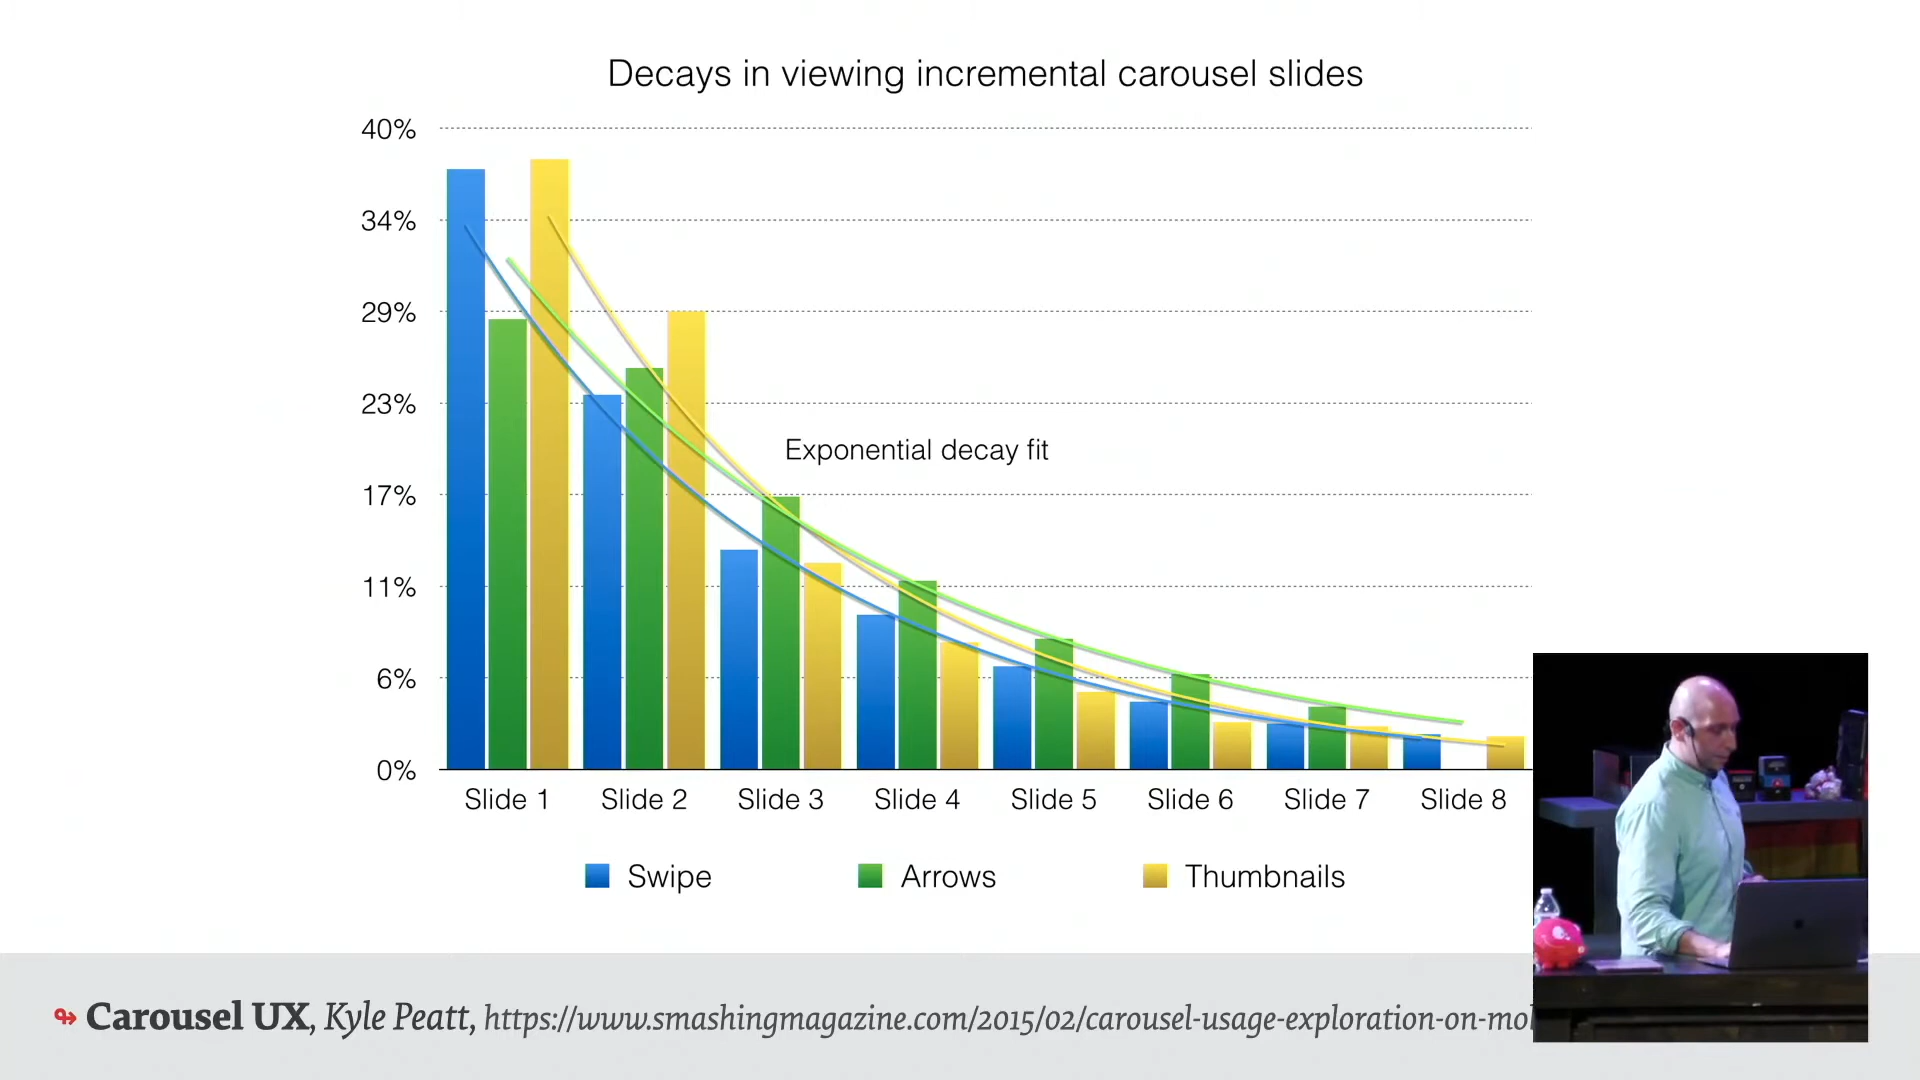 Decays in viewing incremental carousel slides
40%
34%
29%
23%
Exponential decay fit
17%
11%
6%
0%
Slide 1 Slide 2 Slide 3 Slide 4 Slide 5 Slide 6 Slide 7 Slide 8
Swipe Arrows Thumbnails
Carousel UX, Kyle Peatt, https://www.smashingmagazine.com/2015/02/carousel-usage-exploration-on-mo